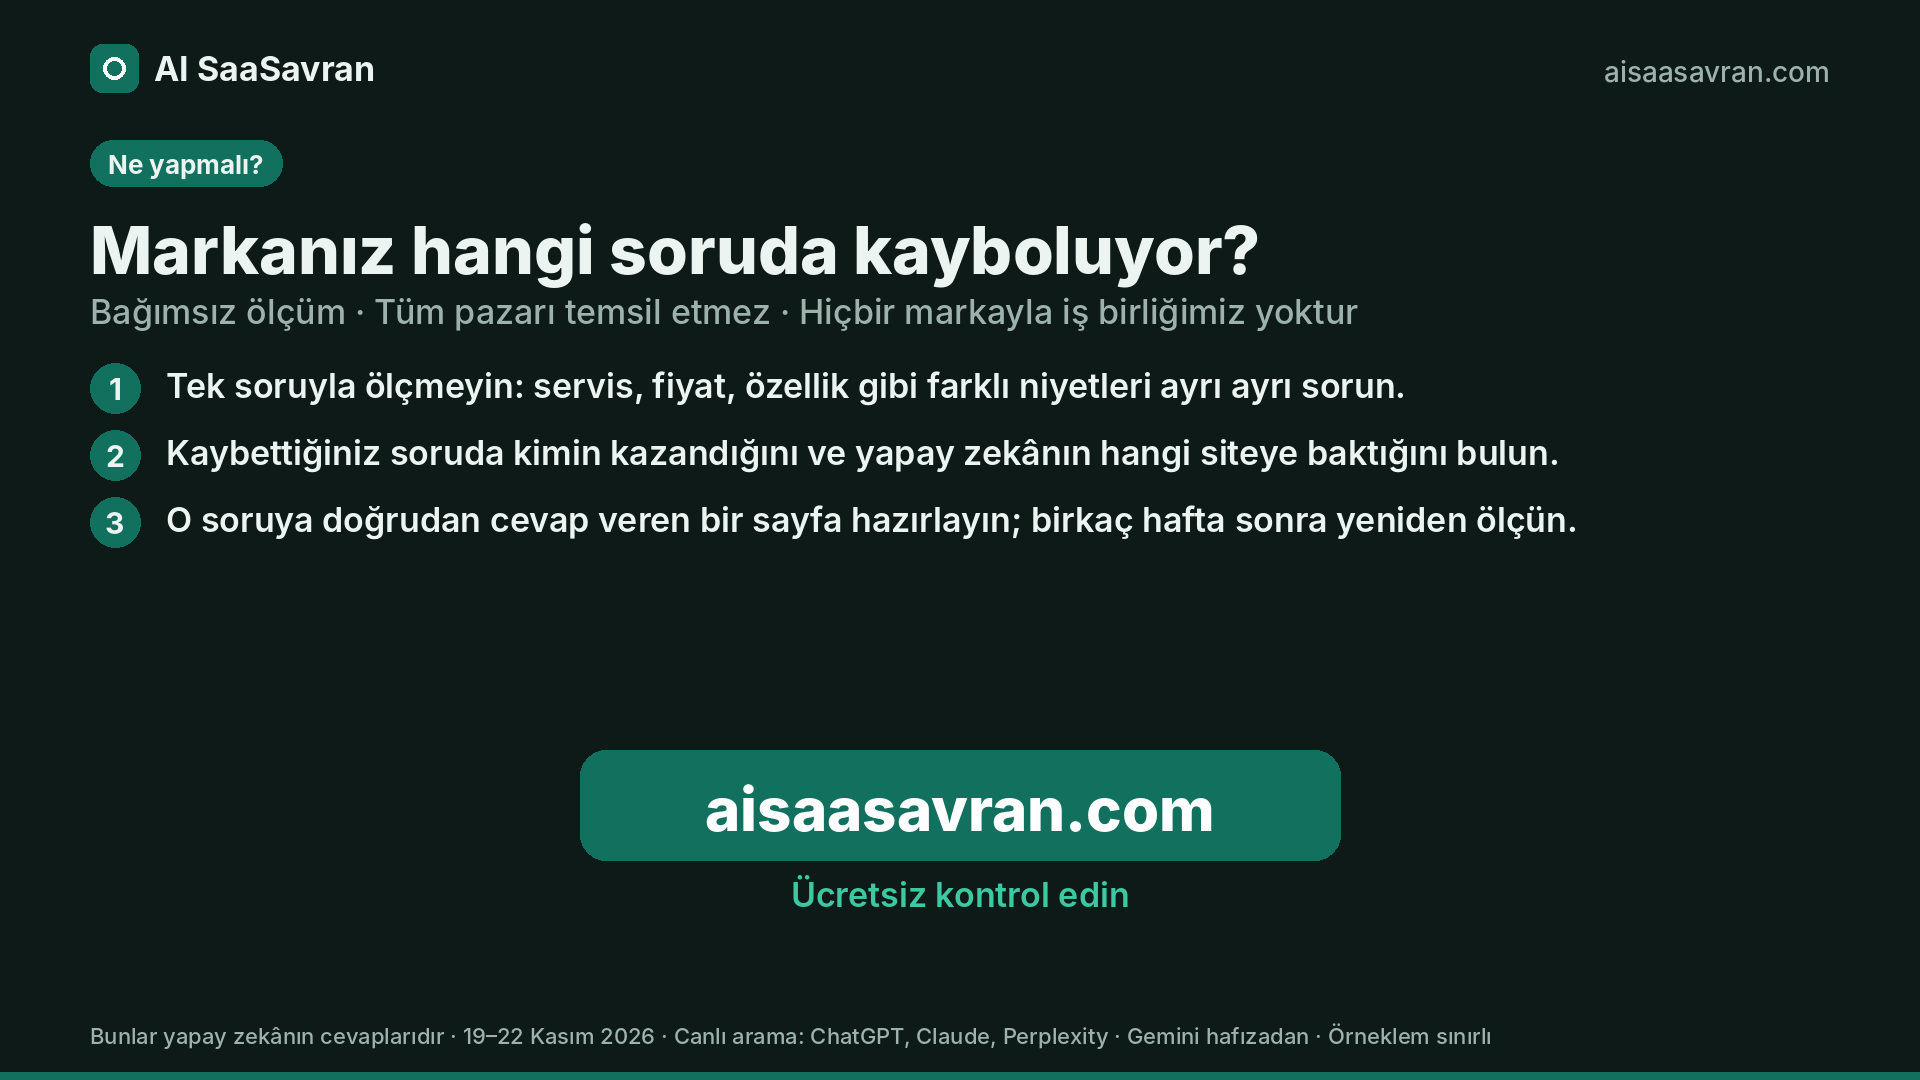 AI SaaSavran
aisaasavran.com
Ne yapmalı?
Markanız hangi soruda kayboluyor?
Bağımsız ölçüm · Tüm pazarı temsil etmez · Hiçbir markayla iş birliğimiz yoktur
1 Tek soruyla ölçmeyin: servis, fiyat, özellik gibi farklı niyetleri ayrı ayrı sorun.
2 Kaybettiğiniz soruda kimin kazandığını ve yapay zekânın hangi siteye baktığını bulun.
3 O soruya doğrudan cevap veren bir sayfa hazırlayın; birkaç hafta sonra yeniden ölçün.
aisaasavran.com
Ücretsiz kontrol edin
Bunlar yapay zekânın cevaplarıdır · 19–22 Kasım 2026 · Canlı arama: ChatGPT, Claude, Perplexity · Gemini hafızadan · Örneklem sınırlı